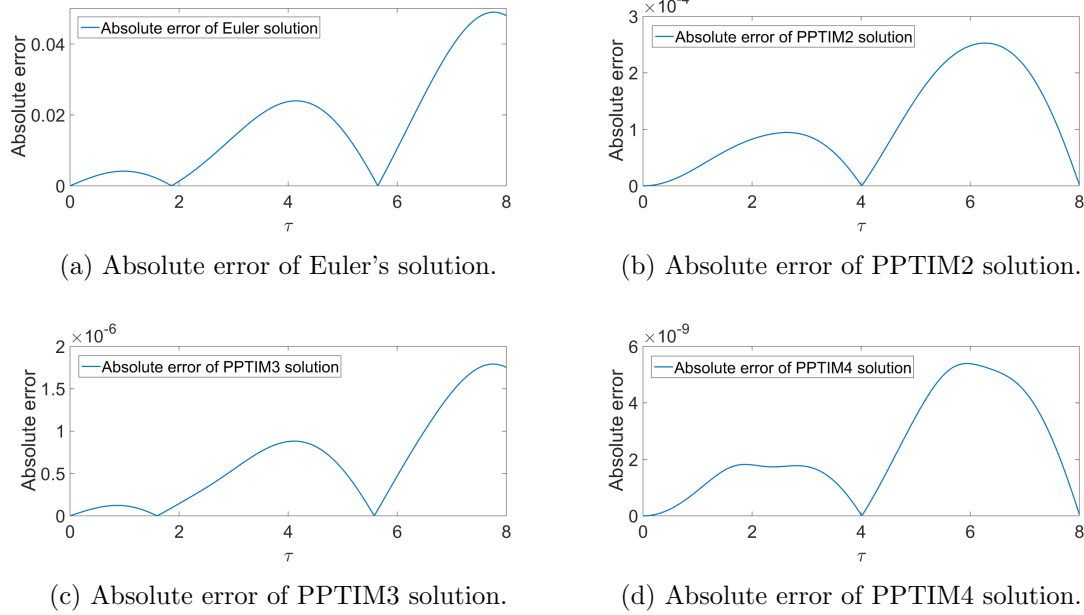 Absolute error of Euler solution
Absolute error
0.04
0.02
0
0 2 4 6 8
τ
(a) Absolute error of Euler's solution.
×10⁻⁴
Absolute error of PPTIM2 solution
Absolute error
3
2
1
0
0 2 4 6 8
τ
(b) Absolute error of PPTIM2 solution.
×10⁻⁶
Absolute error of PPTIM3 solution
Absolute error
2
1.5
1
0.5
0
0 2 4 6 8
τ
(c) Absolute error of PPTIM3 solution.
×10⁻⁹
Absolute error of PPTIM4 solution
Absolute error
6
4
2
0
0 2 4 6 8
τ
(d) Absolute error of PPTIM4 solution.